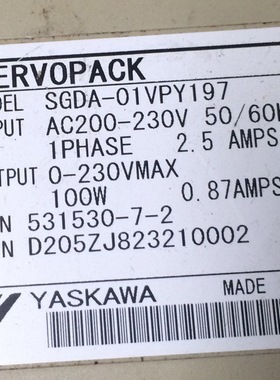 ERVOPACK
DEL SGDA-01VPY197
PUT AC200-230V 50/60H
1PHASE 2.5 AMPS
TPUT 0-230VMAX
100W 0.87AMPS
N 531530-7-2
N D205ZJ823210002
YASKAWA MADE